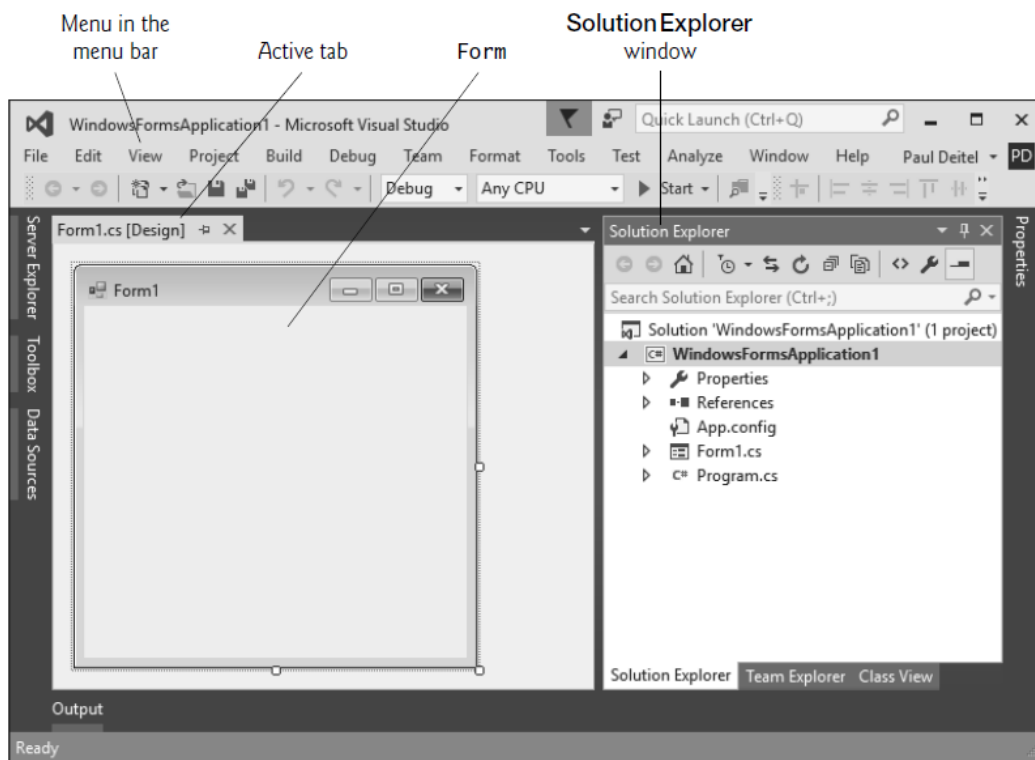 Menu in the
menu bar
Active tab
Form
Solution Explorer
window
WindowsFormsApplication1 - Microsoft Visual Studio
Quick Launch (Ctrl+Q)
File Edit View Project Build Debug Team Format Tools Test Analyze Window Help Paul Deitel PD
Debug Any CPU Start
Server Explorer
Toolbox
Data Sources
Form1.cs [Design]
Form1
Solution Explorer
Search Solution Explorer (Ctrl+;)
Solution 'WindowsFormsApplication1' (1 project)
C# WindowsFormsApplication1
Properties
References
App.config
Form1.cs
C# Program.cs
Solution Explorer Team Explorer Class View
Properties
Output
Ready